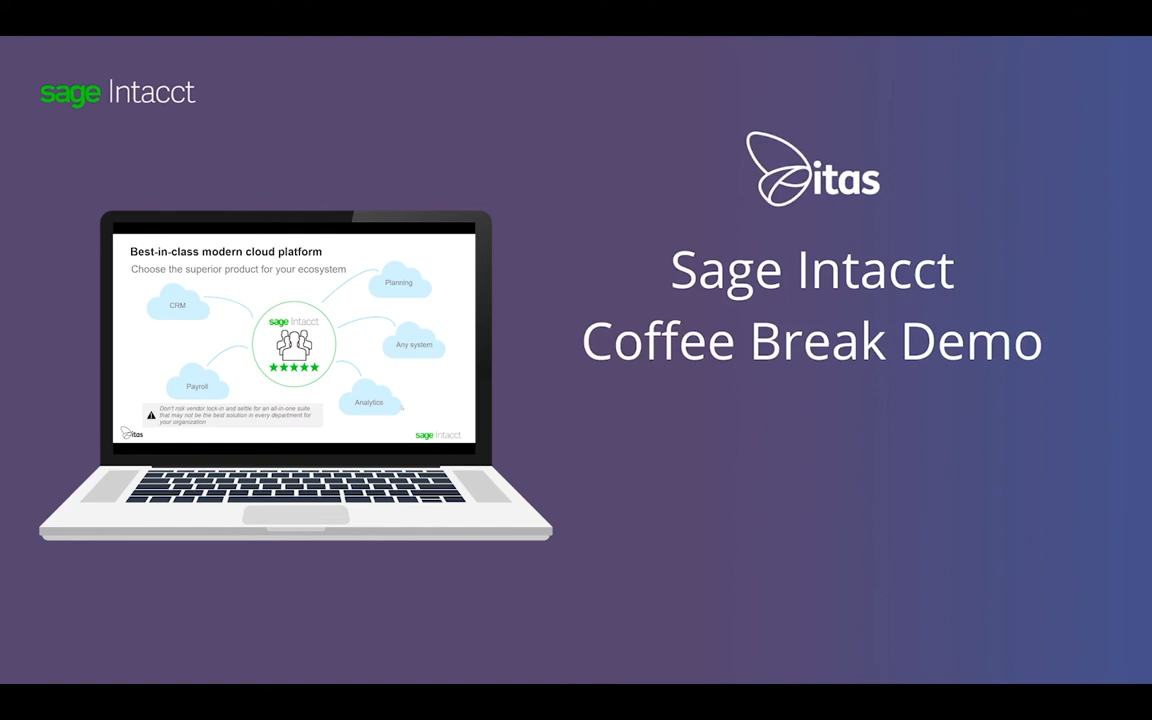 sage Intacct
itas
Sage Intacct
Coffee Break Demo
Best-in-class modern cloud platform
Choose the superior product for your ecosystem
CRM
Planning
sage Intacct
Any system
Payroll
Analytics
Don't risk vendor lock-in and settle for an all-in-one suite
that may not be the best solution in every department for
your organization
itas
sage Intacct